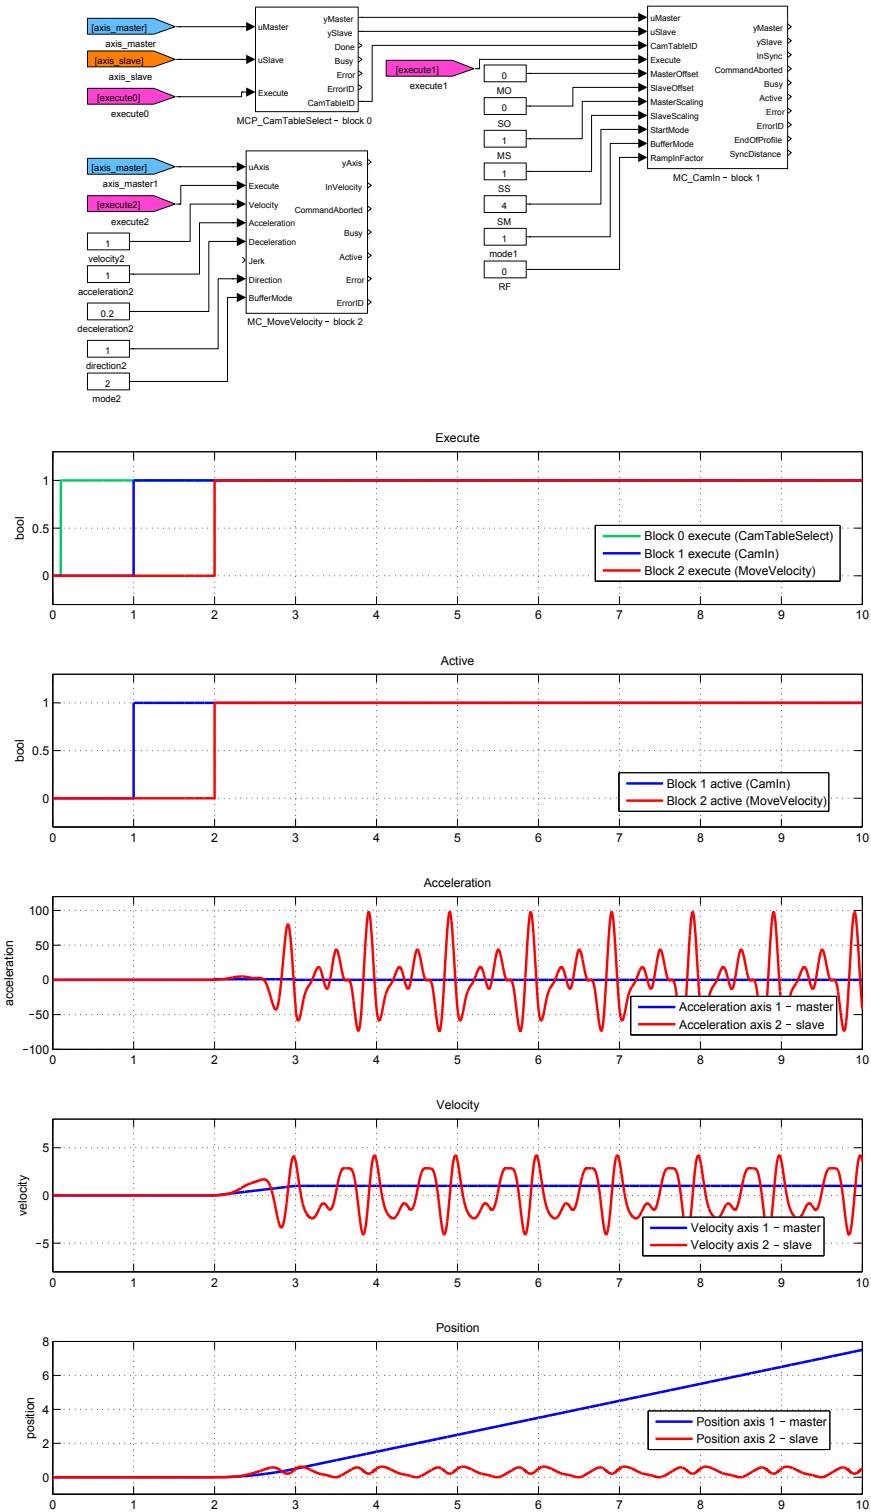 [axis_master]
axis_master
[axis_slave]
axis_slave
[execute0]
execute0
uMaster
uSlave
Execute
yMaster
ySlave
Done
Busy
Error
ErrorID
CamTableID
MCP_CamTableSelect - block 0
[execute1]
execute1
0
MO
0
SO
1
MS
1
SS
4
SM
1
mode1
0
RF
uMaster
uSlave
CamTableID
Execute
MasterOffset
SlaveOffset
MasterScaling
SlaveScaling
StartMode
BufferMode
RampInFactor
yMaster
ySlave
InSync
CommandAborted
Busy
Active
Error
ErrorID
EndOfProfile
SyncDistance
MC_CamIn - block 1
[axis_master]
axis_master1
[execute2]
execute2
1
velocity2
1
acceleration2
0.2
deceleration2
1
direction2
2
mode2
uAxis
Execute
Velocity
Acceleration
Deceleration
Jerk
Direction
BufferMode
yAxis
InVelocity
CommandAborted
Busy
Active
Error
ErrorID
MC_MoveVelocity - block 2
Execute
bool
1
0.5
0
Block 0 execute (CamTableSelect)
Block 1 execute (CamIn)
Block 2 execute (MoveVelocity)
0 1 2 3 4 5 6 7 8 9 10
Active
bool
1
0.5
0
Block 1 active (CamIn)
Block 2 active (MoveVelocity)
0 1 2 3 4 5 6 7 8 9 10
Acceleration
acceleration
100
50
0
-50
-100
Acceleration axis 1 - master
Acceleration axis 2 - slave
0 1 2 3 4 5 6 7 8 9 10
Velocity
velocity
5
0
-5
Velocity axis 1 - master
Velocity axis 2 - slave
0 1 2 3 4 5 6 7 8 9 10
Position
position
8
6
4
2
0
Position axis 1 - master
Position axis 2 - slave
0 1 2 3 4 5 6 7 8 9 10